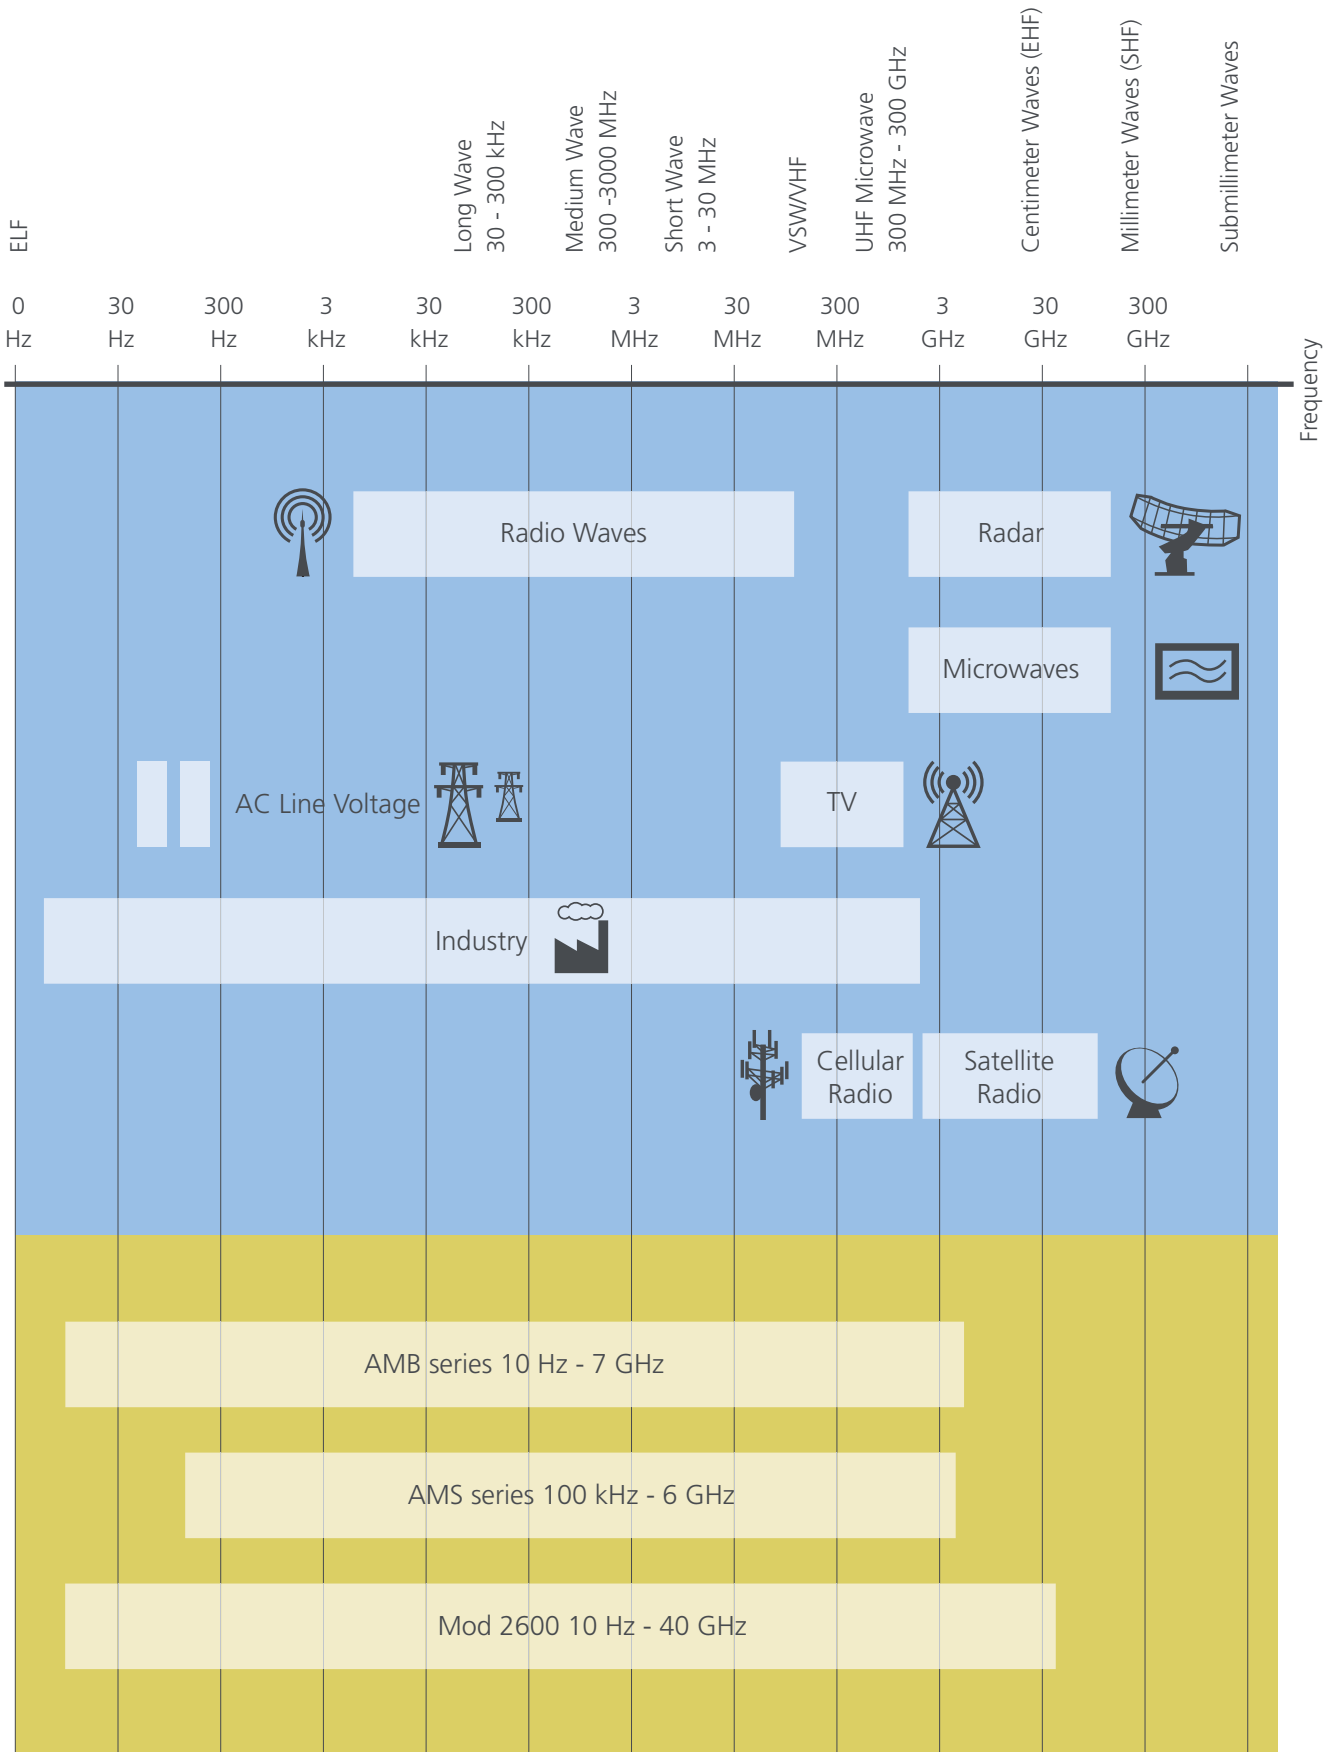 ELF
Long Wave
30 - 300 kHz
Medium Wave
300 -3000 MHz
Short Wave
3 - 30 MHz
VSW/VHF
UHF Microwave
300 MHz - 300 GHz
Centimeter Waves (EHF)
Millimeter Waves (SHF)
Submillimeter Waves
0 30 300 3 30 300 3 30 300 3 30 300
Hz Hz Hz kHz kHz kHz MHz MHz MHz GHz GHz GHz
Frequency
Radio Waves
Radar
Microwaves
AC Line Voltage
TV
Industry
Cellular
Radio
Satellite
Radio
AMB series 10 Hz - 7 GHz
AMS series 100 kHz - 6 GHz
Mod 2600 10 Hz - 40 GHz